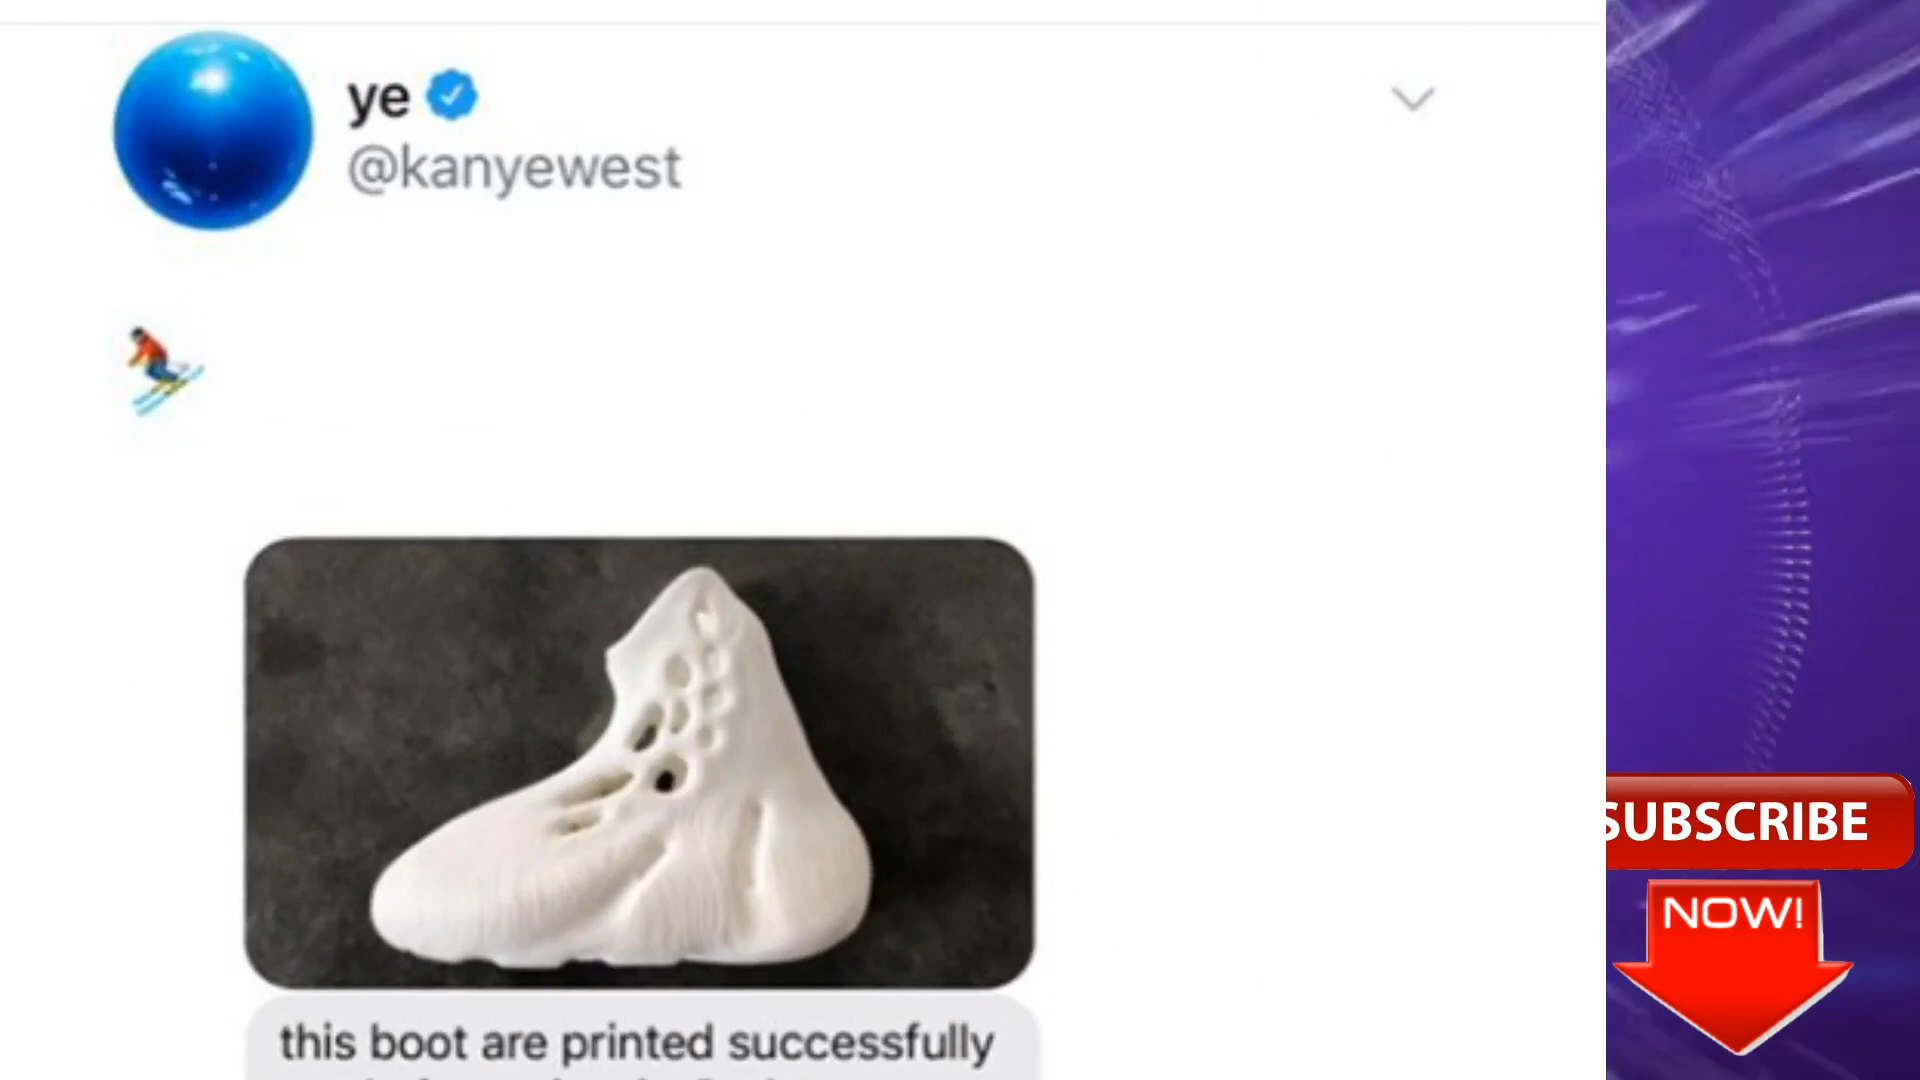 ye
@kanyewest
this boot are printed successfully
SUBSCRIBE
NOW!